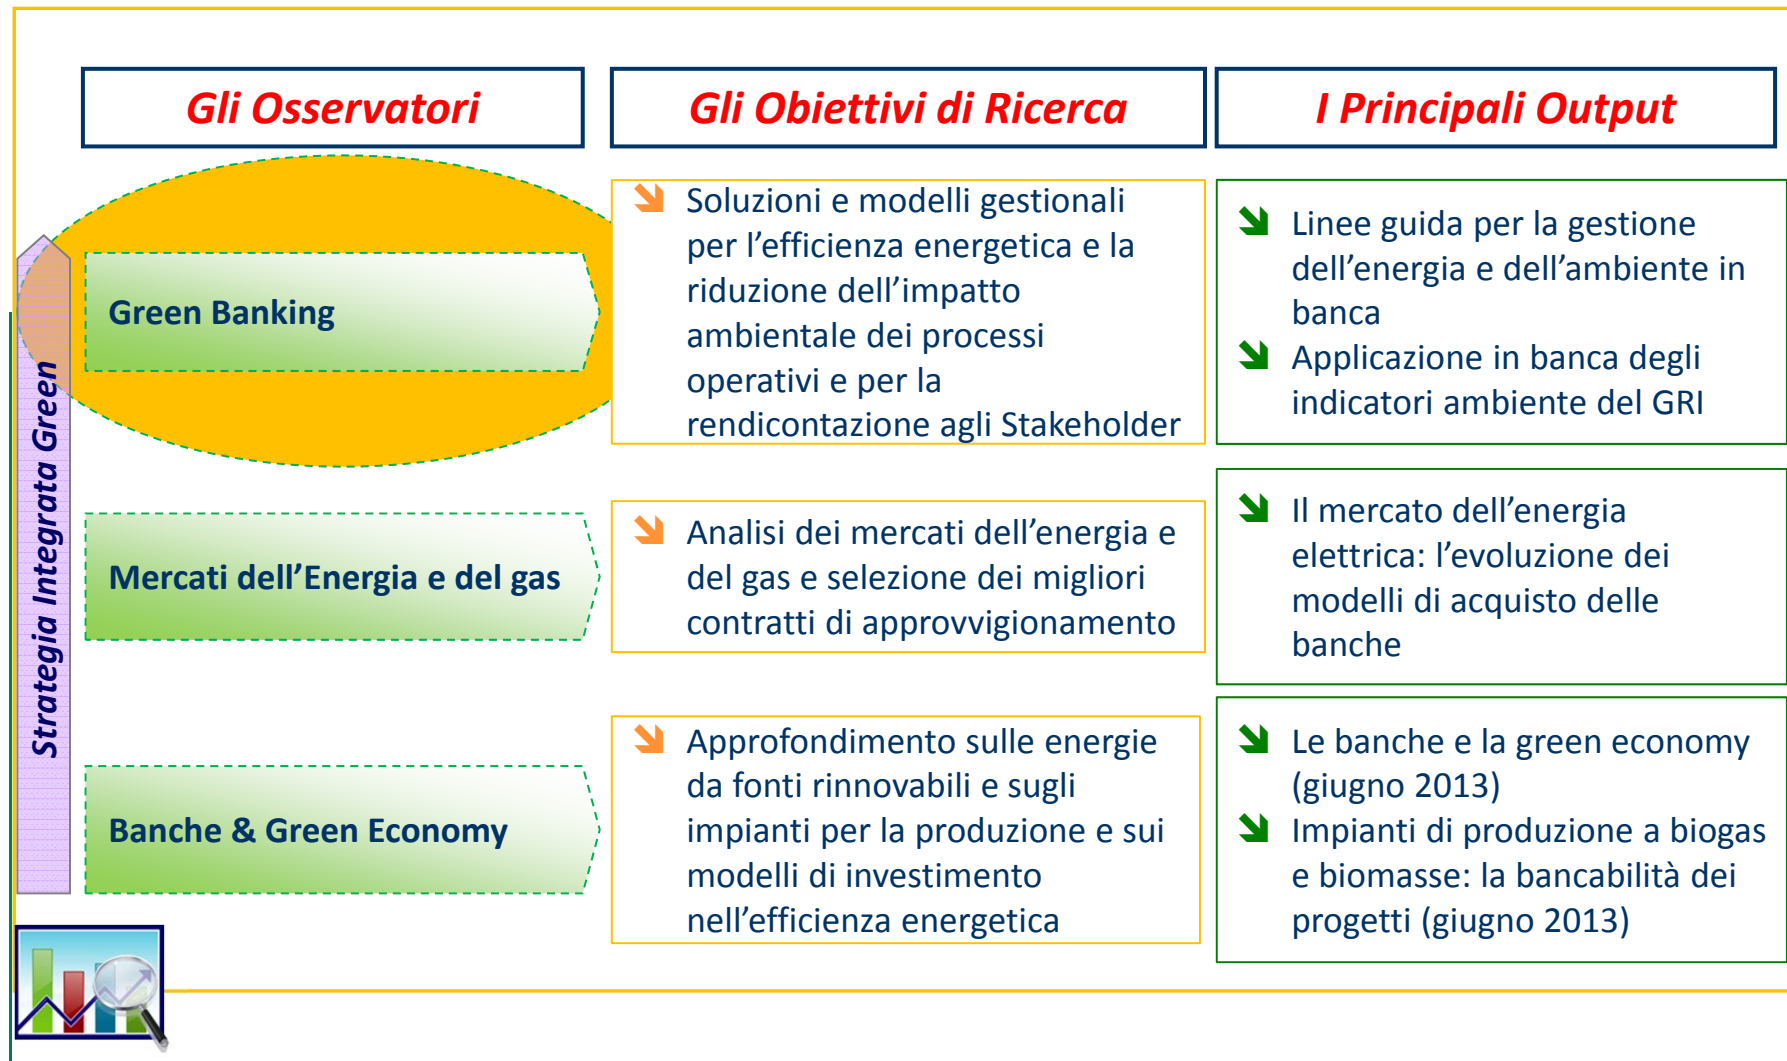 Gli Osservatori
Gli Obiettivi di Ricerca
I Principali Output
Strategia Integrata Green
Green Banking
Soluzioni e modelli gestionali
per l’efficienza energetica e la
riduzione dell’impatto
ambientale dei processi
operativi e per la
rendicontazione agli Stakeholder
Linee guida per la gestione
dell’energia e dell’ambiente in
banca
Applicazione in banca degli
indicatori ambiente del GRI
Mercati dell’Energia e del gas
Analisi dei mercati dell’energia e
del gas e selezione dei migliori
contratti di approvvigionamento
Il mercato dell’energia
elettrica: l’evoluzione dei
modelli di acquisto delle
banche
Banche & Green Economy
Approfondimento sulle energie
da fonti rinnovabili e sugli
impianti per la produzione e sui
modelli di investimento
nell’efficienza energetica
Le banche e la green economy
(giugno 2013)
Impianti di produzione a biogas
e biomasse: la bancabilità dei
progetti (giugno 2013)